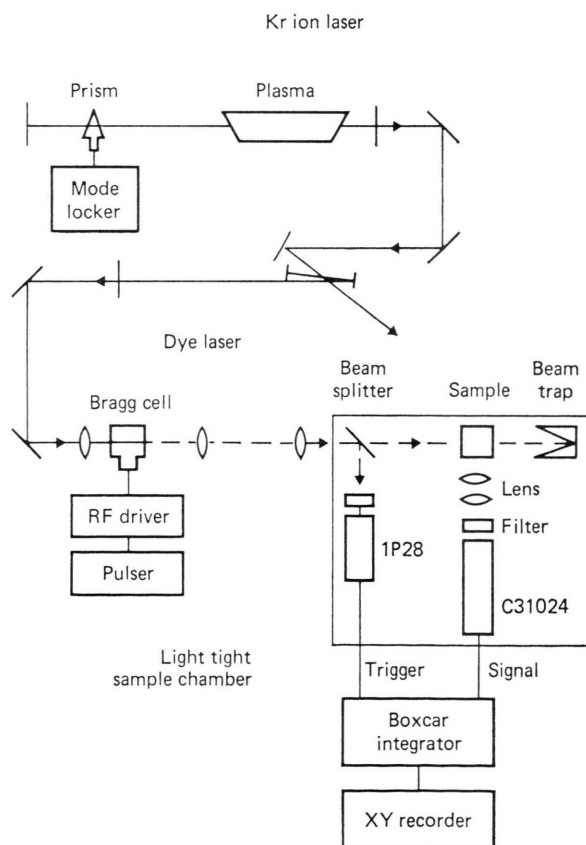 Kr ion laser
Prism
Plasma
Mode
locker
Dye laser
Beam
splitter
Sample
Beam
trap
Bragg cell
Lens
RF driver
Filter
1P28
Pulser
C31024
Light tight
sample chamber
Trigger
Signal
Boxcar
integrator
XY recorder